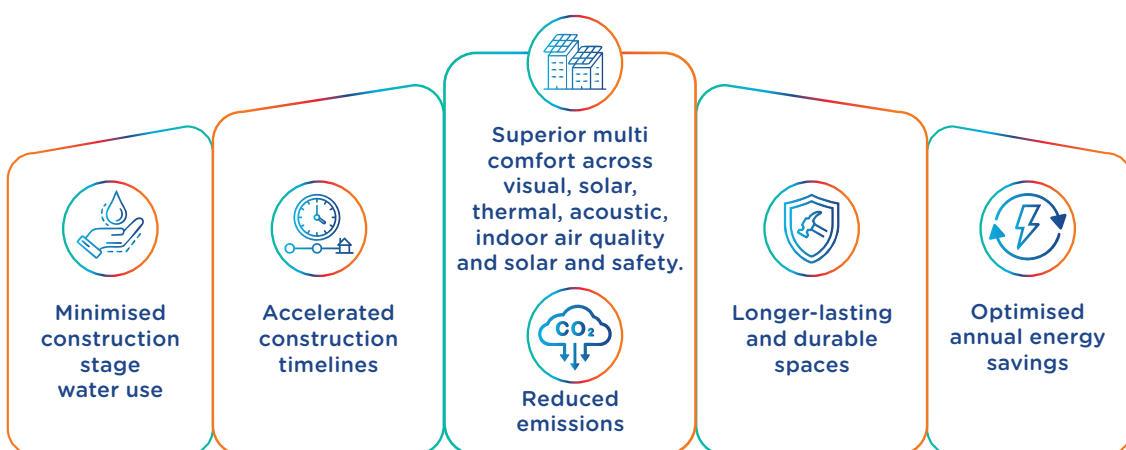 Minimised
construction
stage
water use
Accelerated
construction
timelines
Superior multi
comfort across
visual, solar,
thermal, acoustic,
indoor air quality
and solar and safety.
CO₂
Reduced
emissions
Longer-lasting
and durable
spaces
Optimised
annual energy
savings